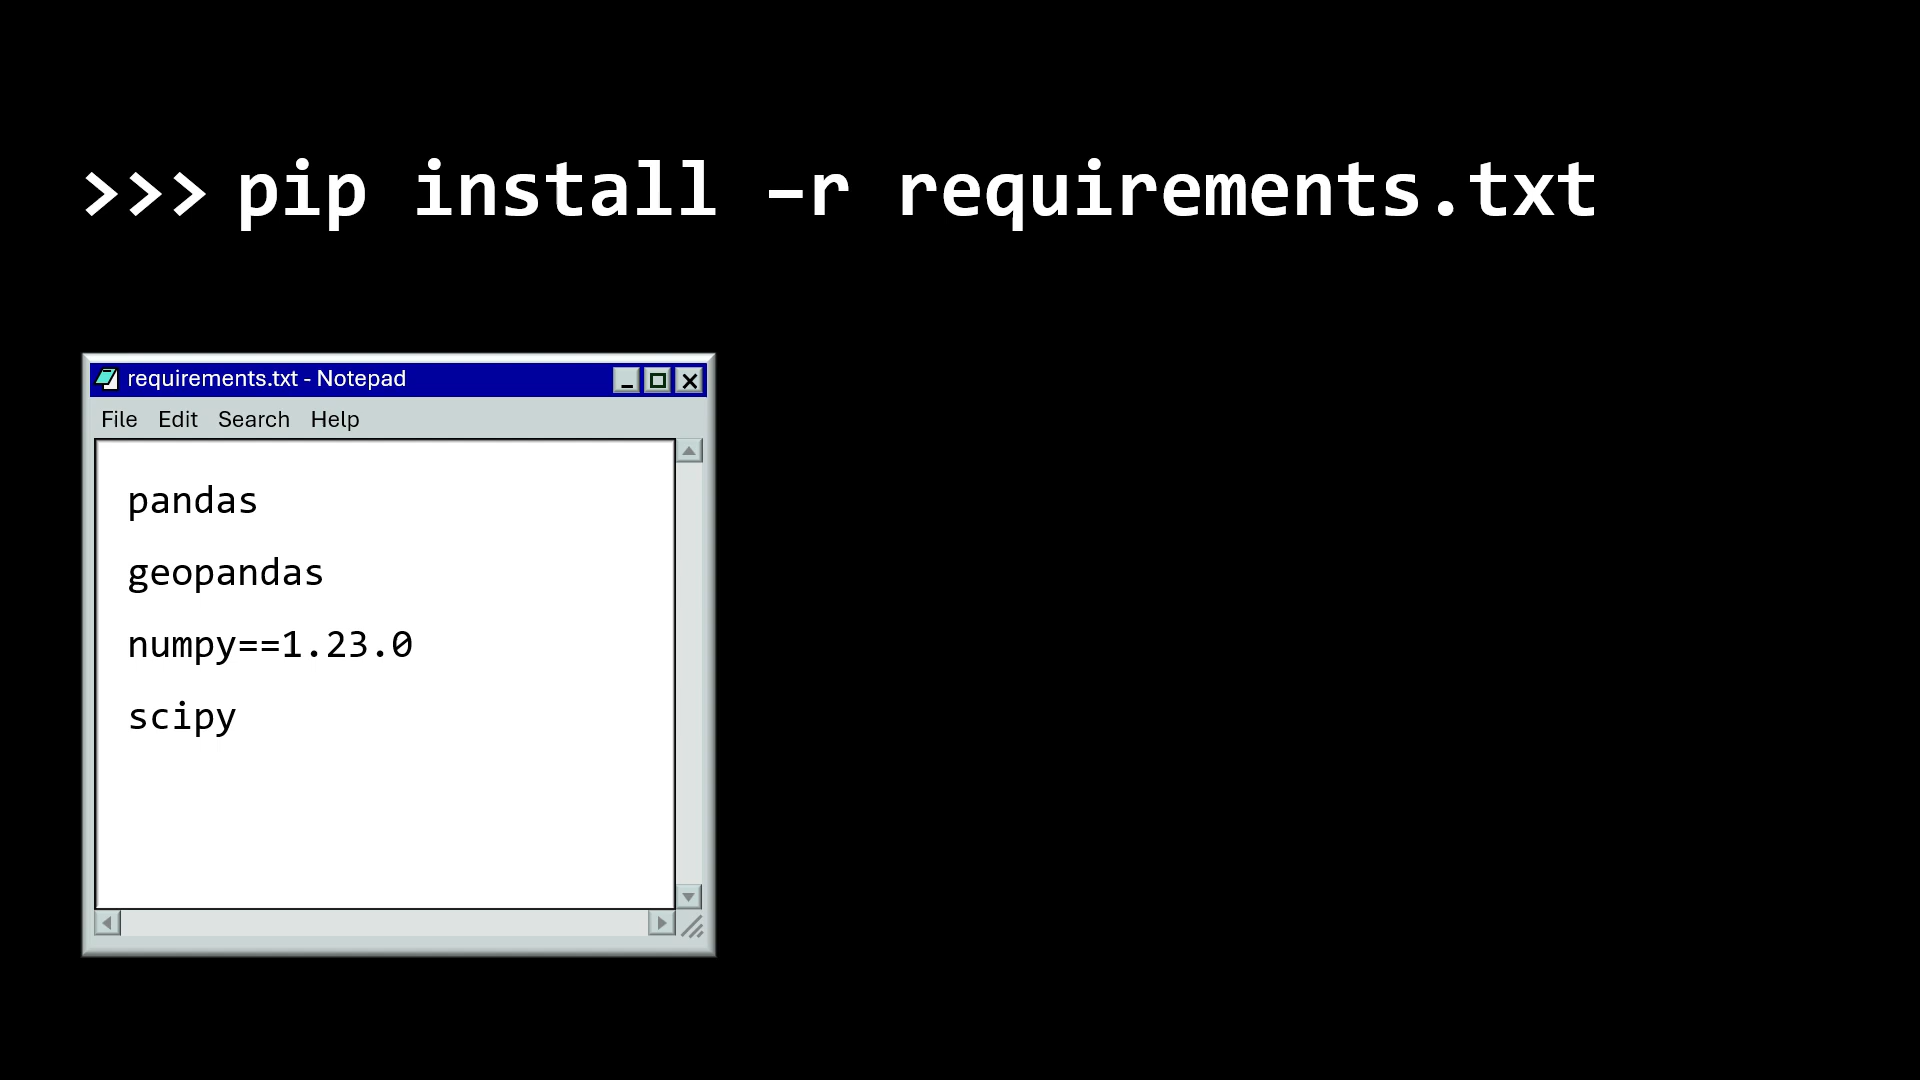 >>> pip install –r requirements.txt
requirements.txt - Notepad
File Edit Search Help
pandas
geopandas
numpy==1.23.0
scipy